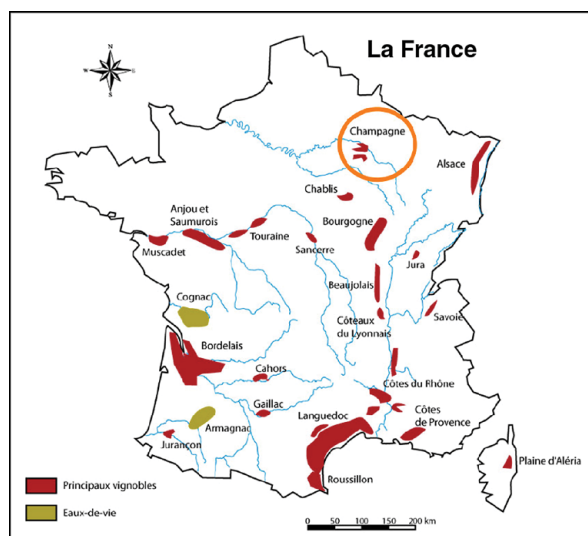 La France
N
W
E
S
Champagne
Alsace
Chablis
Anjou et
Saumurois
Bourgogne
Touraine
Muscadet
Sancerre
Jura
Beaujolais
Cognac
Savoie
Côteaux
du Lyonnais
Bordelais
Cahors
Côtes du Rhône
Gaillac
Languedoc
Côtes
de Provence
Armagnac
Jurançon
Plaine d'Aléria
Roussillon
Principaux vignobles
Eaux-de-vie
0 50 100 150 200 km